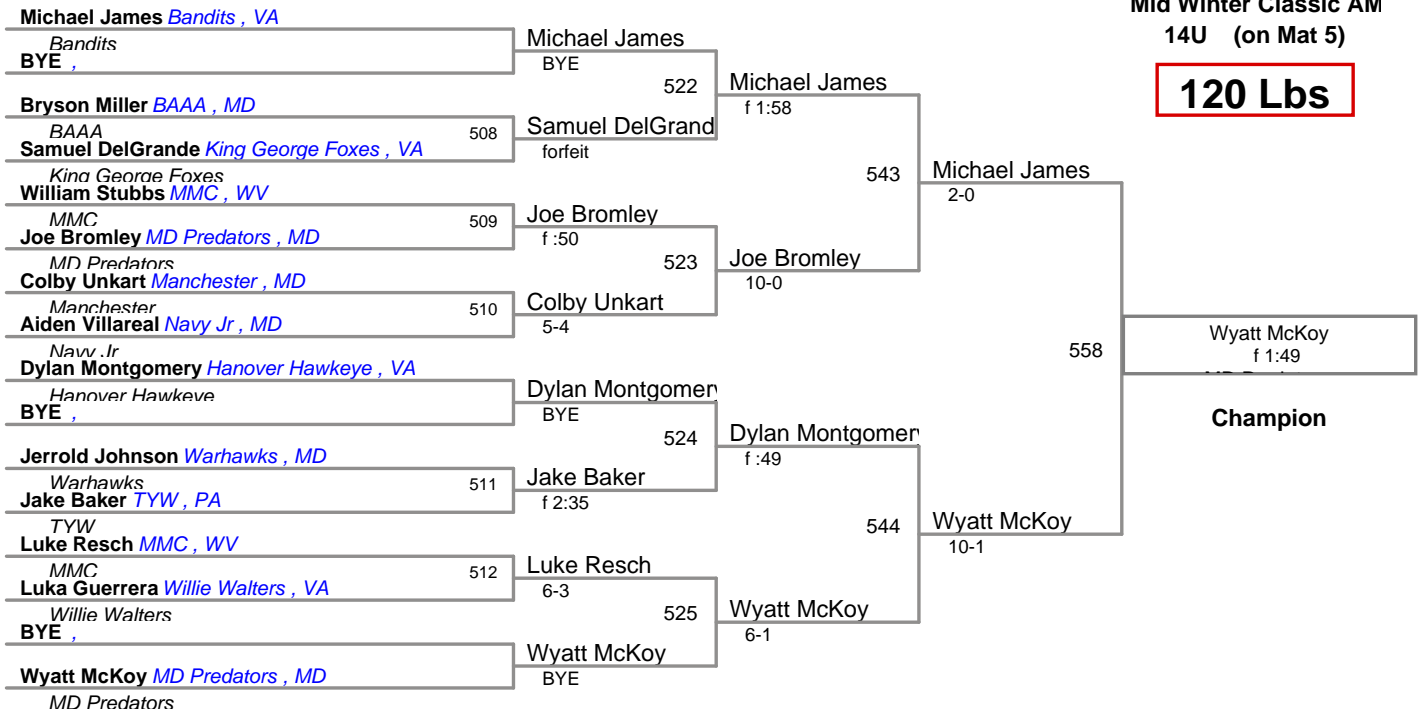 Mid Winter Classic AM
14U (on Mat 5)
120 Lbs
Michael James Bandits , VA
Bandits
BYE ,
Bryson Miller BAAA , MD
BAAA
508
Samuel DelGrande King George Foxes , VA
King George Foxes
William Stubbs MMC , WV
MMC
509
Joe Bromley MD Predators , MD
MD Predators
Colby Unkart Manchester , MD
Manchester
510
Aiden Villareal Navy Jr , MD
Navy Jr
Dylan Montgomery Hanover Hawkeye , VA
Hanover Hawkeye
BYE ,
Jerrold Johnson Warhawks , MD
Warhawks
511
Jake Baker TYW , PA
TYW
Luke Resch MMC , WV
MMC
512
Luka Guerrera Willie Walters , VA
Willie Walters
BYE ,
Wyatt McKoy MD Predators , MD
MD Predators
Michael James
BYE
522
Samuel DelGrand
forfeit
Joe Bromley
f :50
523
Colby Unkart
5-4
Dylan Montgomery
BYE
524
Jake Baker
f 2:35
Luke Resch
6-3
525
Wyatt McKoy
BYE
Michael James
f 1:58
543
Joe Bromley
10-0
Dylan Montgomery
f :49
544
Wyatt McKoy
6-1
Michael James
2-0
558
Wyatt McKoy
10-1
Wyatt McKoy
f 1:49
Champion